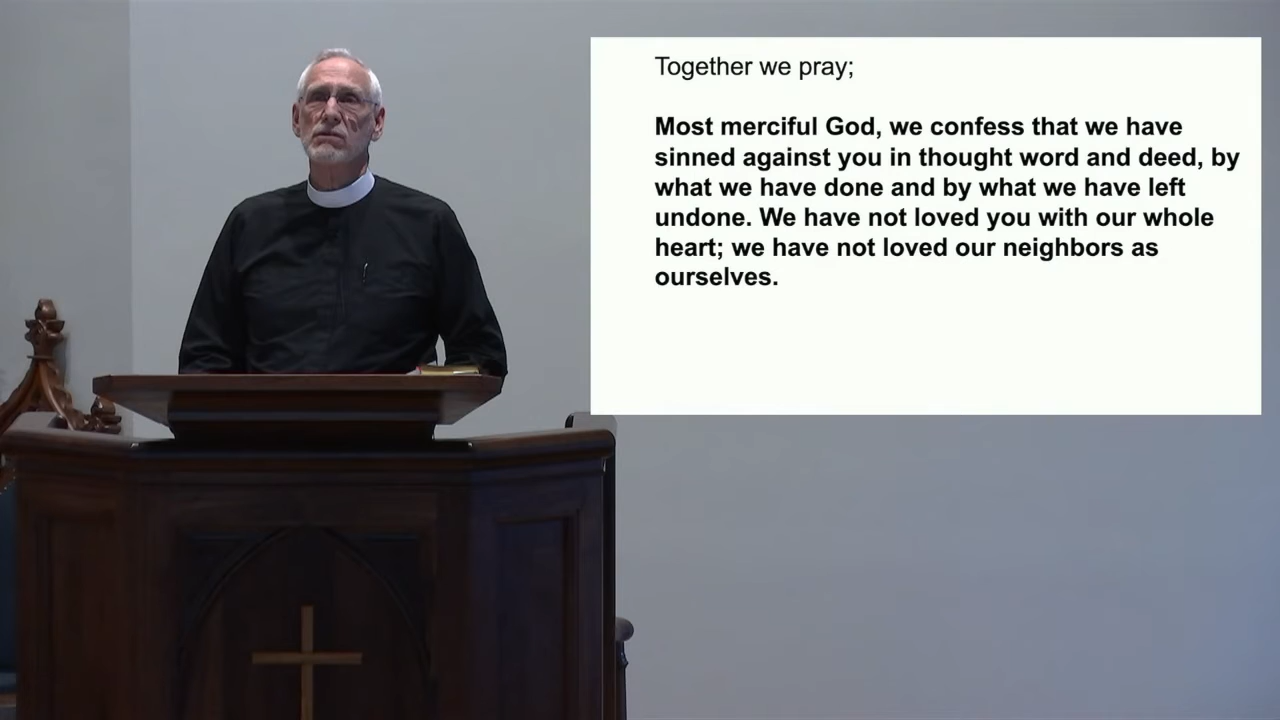 Together we pray;
Most merciful God, we confess that we have
sinned against you in thought word and deed, by
what we have done and by what we have left
undone. We have not loved you with our whole
heart; we have not loved our neighbors as
ourselves.